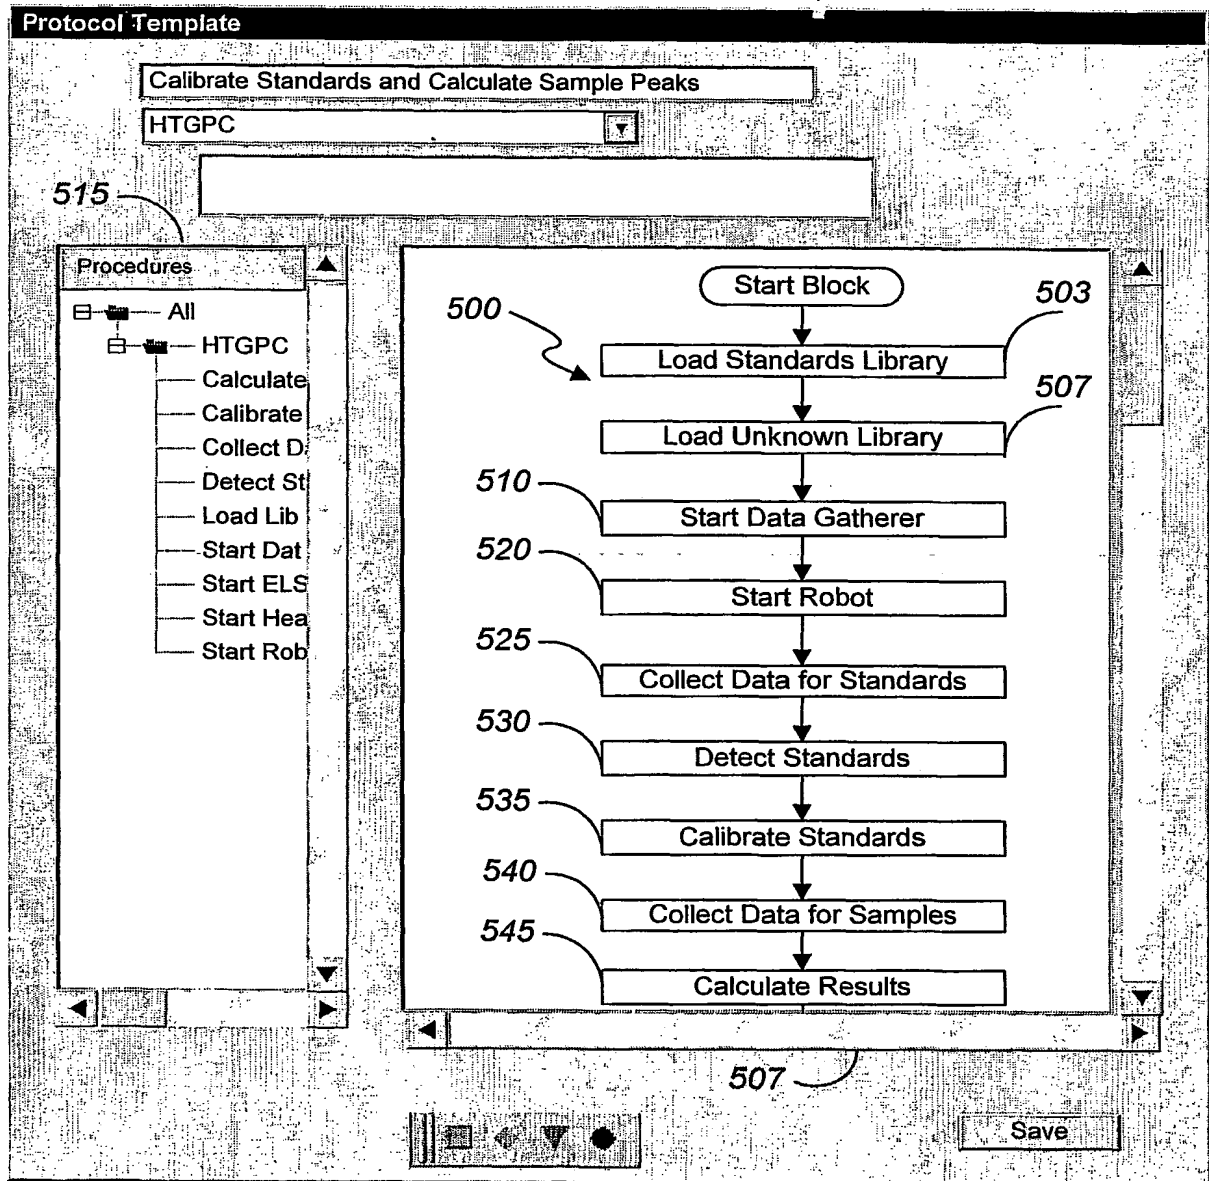 Protocol Template
Calibrate Standards and Calculate Sample Peaks
HTGPC
515
Procedures
All
HTGPC
Calculate
Calibrate
Collect D
Detect St
Load Lib
Start Dat
Start ELS
Start Hea
Start Rob
500
Start Block
503
Load Standards Library
507
Load Unknown Library
510
Start Data Gatherer
520
Start Robot
525
Collect Data for Standards
530
Detect Standards
535
Calibrate Standards
540
Collect Data for Samples
545
Calculate Results
507
Save